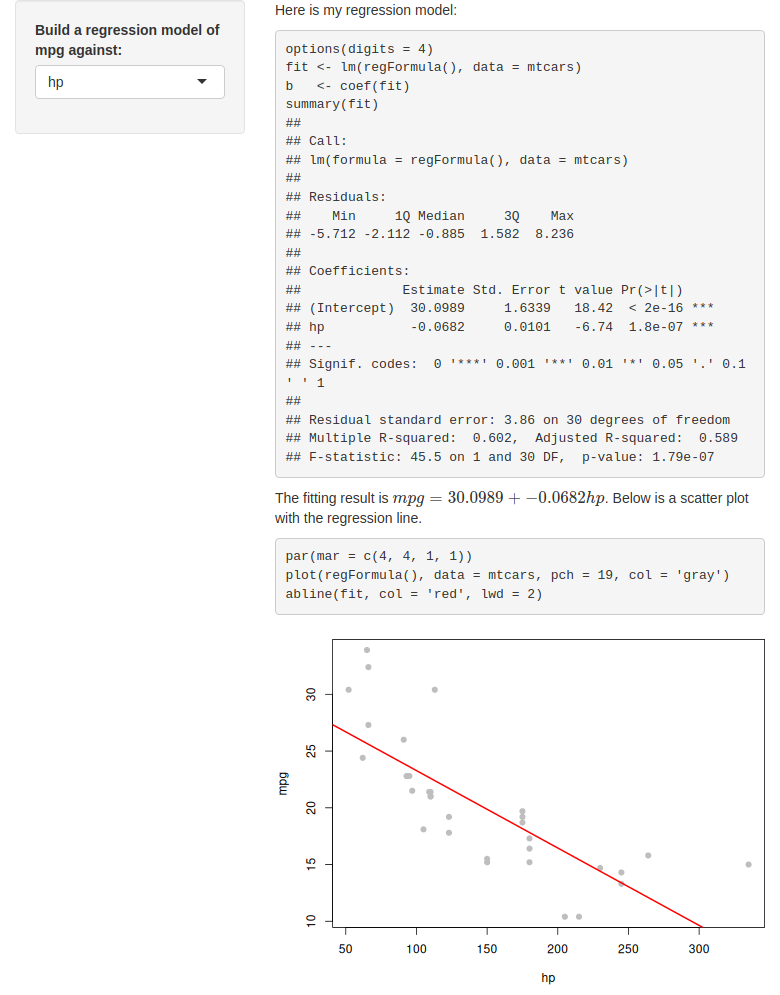 Build a regression model of
mpg against:
hp
Here is my regression model:
options(digits = 4)
fit <- lm(regFormula(), data = mtcars)
b   <- coef(fit)
summary(fit)
##
## Call:
## lm(formula = regFormula(), data = mtcars)
##
## Residuals:
##    Min     1Q Median     3Q    Max
## -5.712 -2.112 -0.885  1.582  8.236
##
## Coefficients:
##             Estimate Std. Error t value Pr(>|t|)
## (Intercept)  30.0989     1.6339   18.42  < 2e-16 ***
## hp           -0.0682     0.0101   -6.74  1.8e-07 ***
## ---
## Signif. codes:  0 '***' 0.001 '**' 0.01 '*' 0.05 '.' 0.1
' ' 1
##
## Residual standard error: 3.86 on 30 degrees of freedom
## Multiple R-squared:  0.602,  Adjusted R-squared:  0.589
## F-statistic: 45.5 on 1 and 30 DF,  p-value: 1.79e-07
The fitting result is mpg = 30.0989 + −0.0682hp. Below is a scatter plot
with the regression line.
par(mar = c(4, 4, 1, 1))
plot(regFormula(), data = mtcars, pch = 19, col = 'gray')
abline(fit, col = 'red', lwd = 2)
30
25
20
15
10
mpg
50 100 150 200 250 300
hp